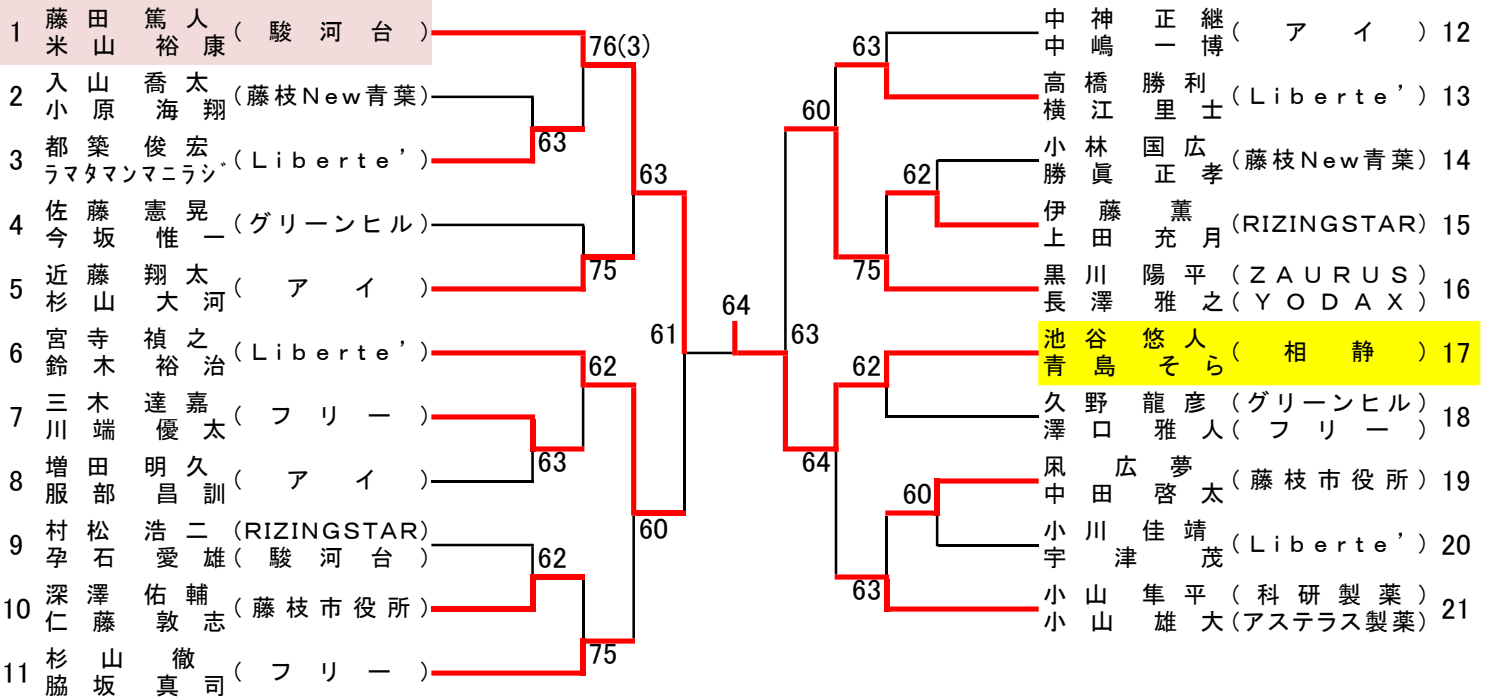 1 藤田 篤人 (駿河台)
米山 裕康
2 入山 喬太 (藤枝New青葉)
小原 海翔
3 都築 俊宏 (Liberte’)
ラマタマンマニラジ
4 佐藤 憲晃 (グリーンヒル)
今坂 惟一
5 近藤 翔太 (アイ)
杉山 大河
6 宮寺 禎之 (Liberte’)
鈴木 裕治
7 三木 達嘉 (フリー)
川端 優太
8 増田 明久 (アイ)
服部 昌訓
9 村松 浩二 (RIZINGSTAR)
孕石 愛雄 (駿河台)
10 深澤 佑輔 (藤枝市役所)
仁藤 敦志
11 杉山 徹 (フリー)
脇坂 真司
76(3)
63
63
75
62
63
61
60
62
75
64
63
60
62
75
63
62
64
60
63
中神 正継 (アイ) 12
中嶋 一博
高橋 勝利 (Liberte’) 13
横江 里士
小林 国広 (藤枝New青葉) 14
勝眞 正孝
伊藤 薫 (RIZINGSTAR) 15
上田 充月
黒川 陽平 (ZAURUS) 16
長澤 雅之 (YODAX)
池谷 悠人 (相静) 17
青島 そら
久野 龍彦 (グリーンヒル) 18
澤口 雅人 (フリー)
凩 広夢 (藤枝市役所) 19
中田 啓太
小川 佳靖 (Liberte’) 20
宇津 茂
小山 隼平 (科研製薬) 21
小山 雄大 (アステラス製薬)